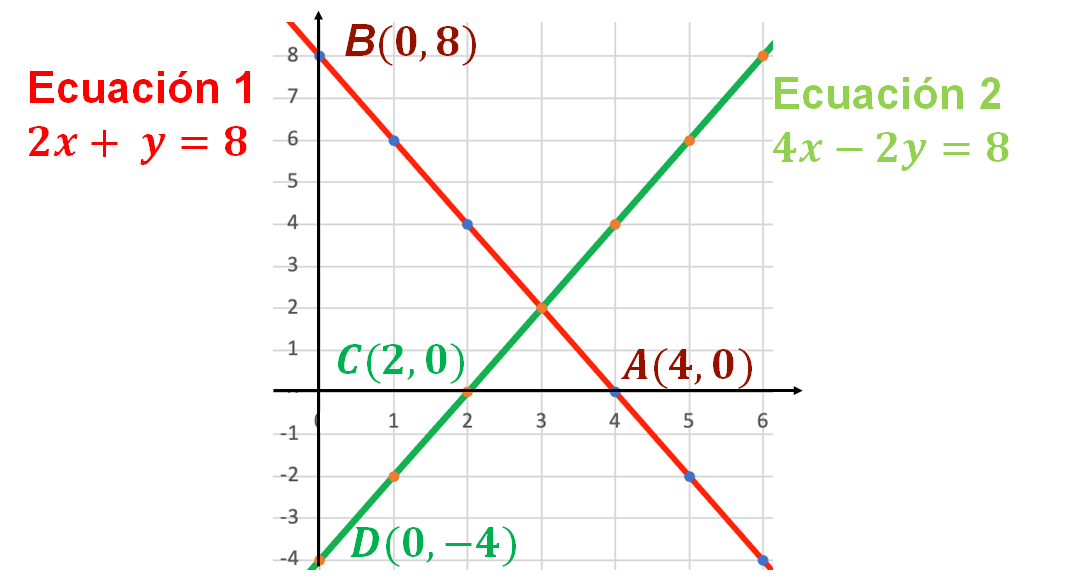 B(0, 8)
Ecuación 1
2x + y = 8
Ecuación 2
4x − 2y = 8
8
7
6
5
4
3
2
1
C(2, 0)
A(4, 0)
1 2 3 4 5 6
-1
-2
-3
-4
D(0, −4)